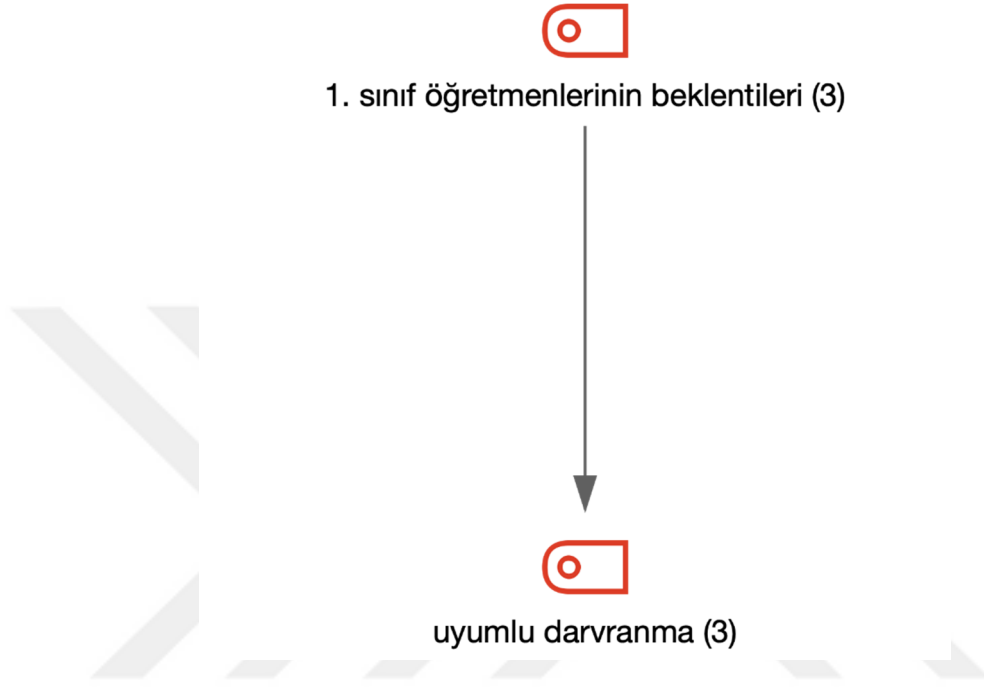 1. sınıf öğretmenlerinin beklentileri (3)
uyumlu darvranma (3)